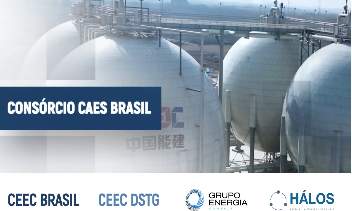 CONSÓRCIO CAES BRASIL
中国能建
CEEC BRASIL
CEEC DSTG
GRUPO
ENERGIA
HÁLOS